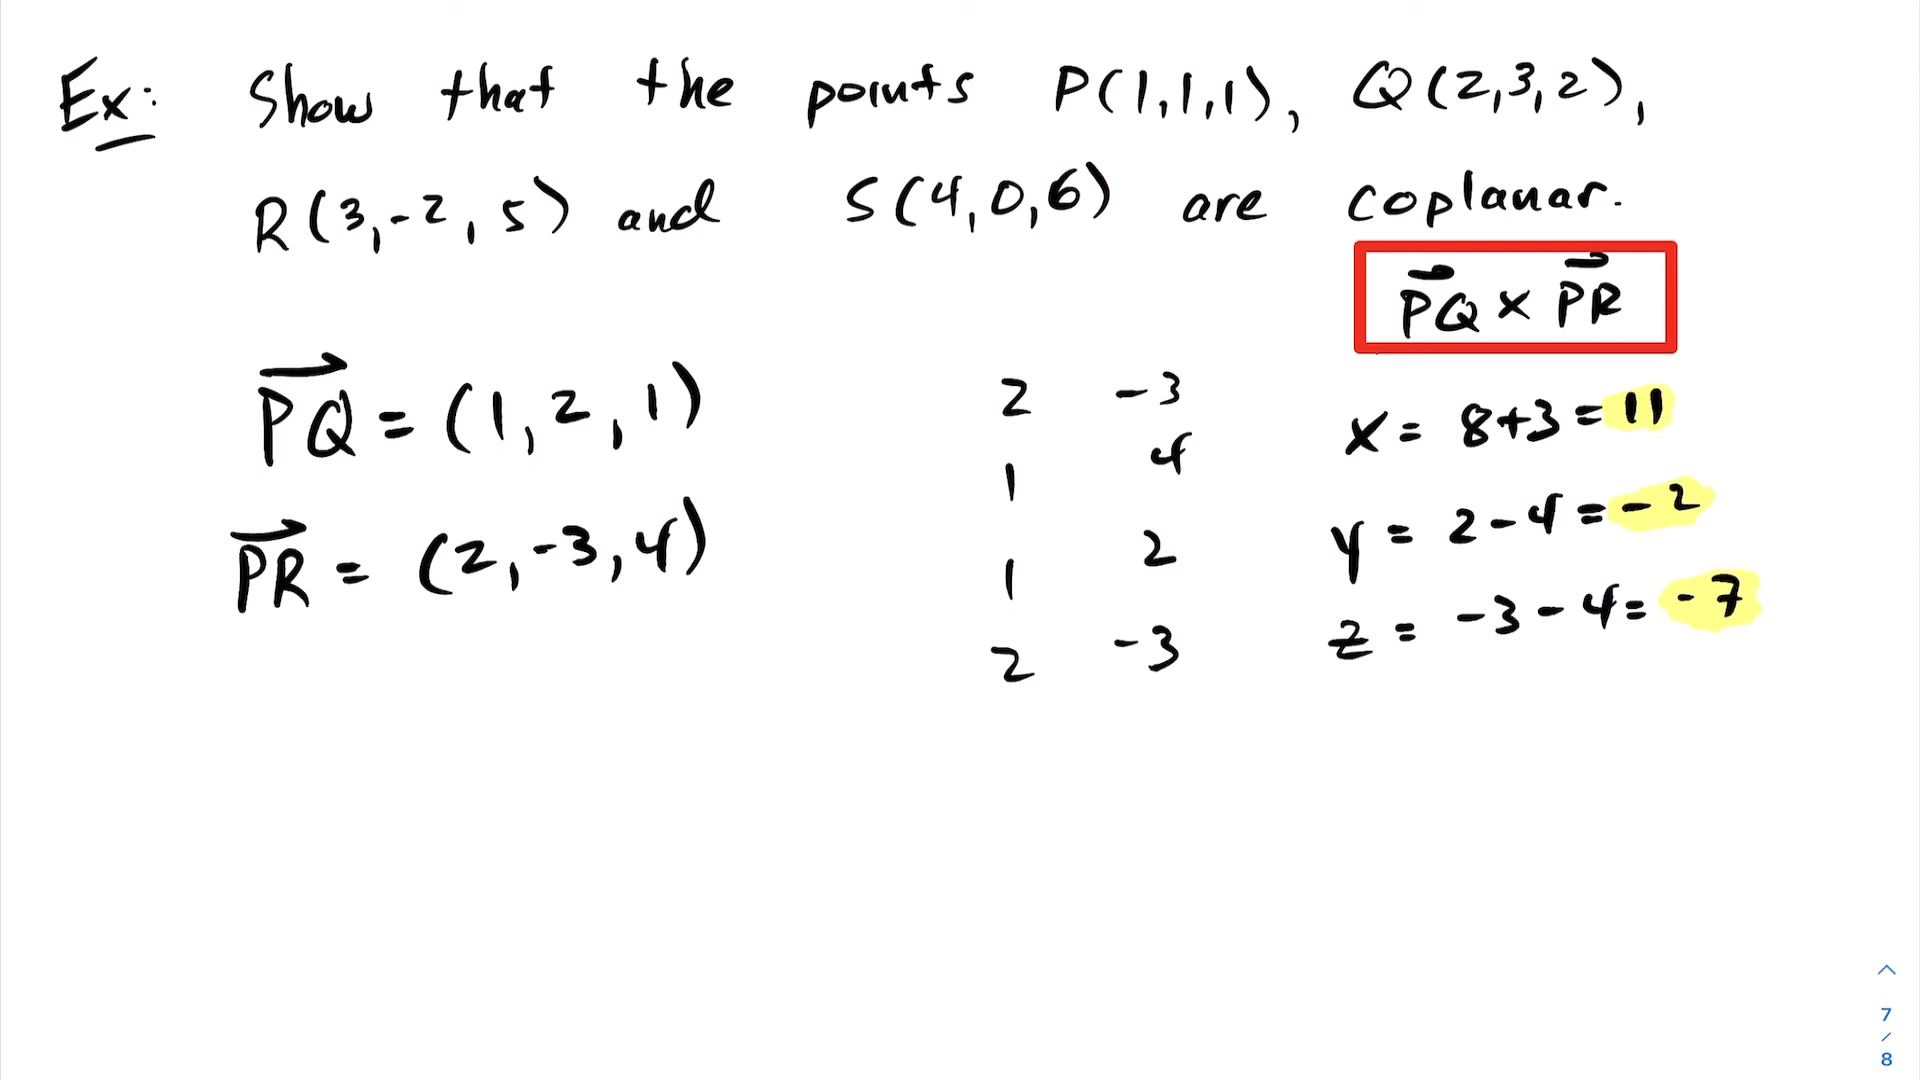 Ex: Show that the points P(1,1,1), Q(2,3,2),
R(3,-2,5) and S(4,0,6) are coplanar.
PQ × PR
PQ = (1,2,1)
PR = (2,-3,4)
2 -3
1 4
1 2
2 -3
x = 8+3 = 11
y = 2-4 = -2
z = -3-4 = -7
7
/
8